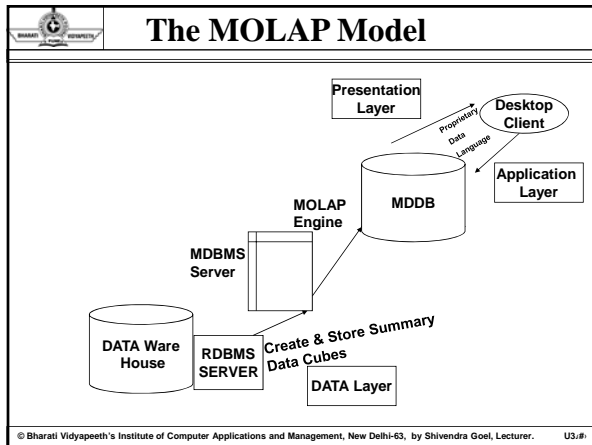 BHARATI
VIDYAPEETH
The MOLAP Model
Presentation
Layer
Desktop
Client
Proprietary
Data
Language
Application
Layer
MDDB
MOLAP
Engine
MDBMS
Server
DATA Ware
House
RDBMS
SERVER
Create & Store Summary
Data Cubes
DATA Layer
© Bharati Vidyapeeth's Institute of Computer Applications and Management, New Delhi-63, by Shivendra Goel, Lecturer.